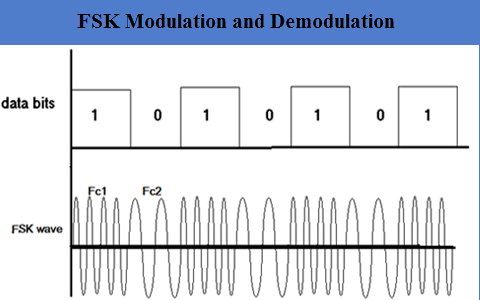 FSK Modulation and Demodulation
data bits
1 0 1 0 1 0 1
Fc1 Fc2
FSK wave